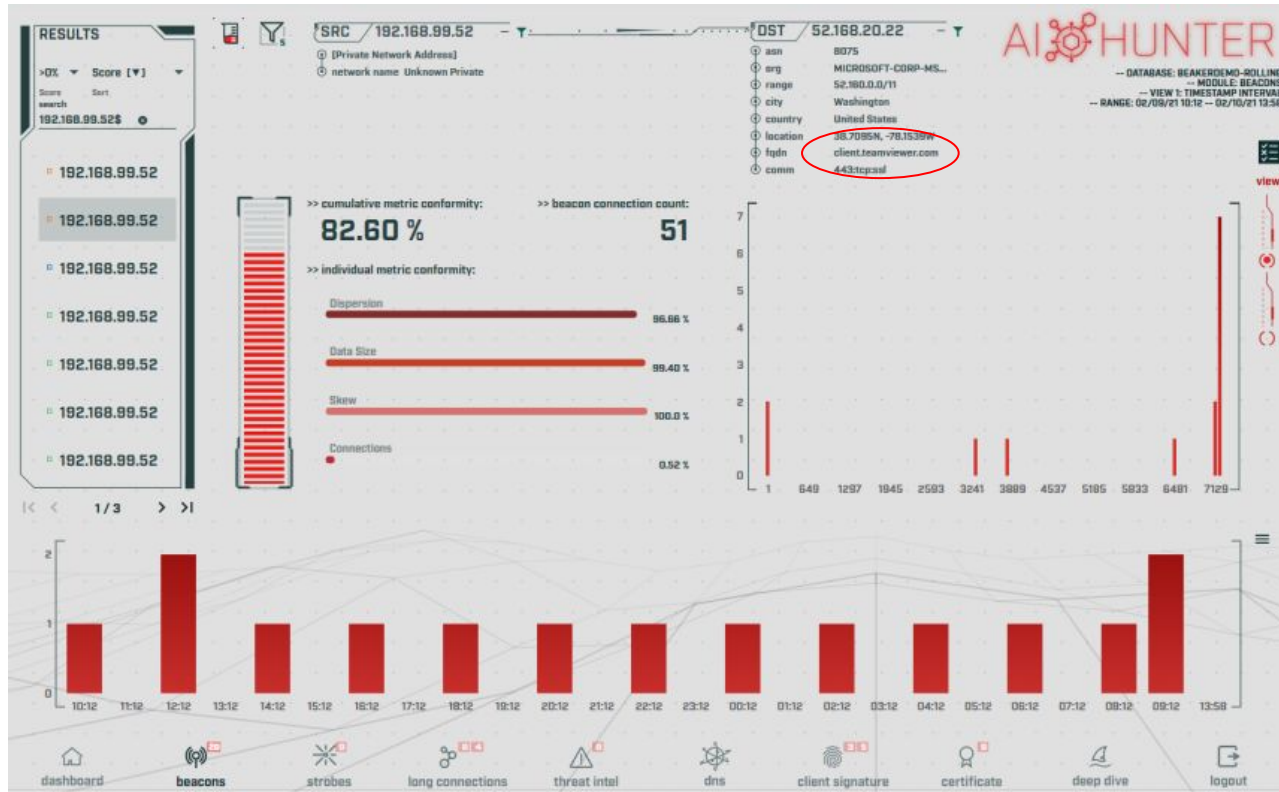 RESULTS
>0% Score [▼]
Score Sort
search
192.168.99.52$
192.168.99.52
192.168.99.52
192.168.99.52
192.168.99.52
192.168.99.52
192.168.99.52
192.168.99.52
1/3
SRC 192.168.99.52
[Private Network Address]
network name Unknown Private
DST 52.168.20.22
asn 8075
org MICROSOFT-CORP-MS...
range 52.160.0.0/11
city Washington
country United States
location 38.7095N, -78.1539W
fqdn client.teamviewer.com
comm 443:tcp:ssl
AI HUNTER
-- DATABASE: BEAKERDEMO-ROLLING
-- MODULE: BEACONS
-- VIEW 1: TIMESTAMP INTERVAL
-- RANGE: 02/09/21 10:12 -- 02/10/21 13:58
view
>> cumulative metric conformity:
82.60 %
>> beacon connection count:
51
>> individual metric conformity:
Dispersion
96.66 %
Data Size
99.40 %
Skew
100.0 %
Connections
0.52 %
7
6
5
4
3
2
1
0
1 649 1297 1945 2593 3241 3889 4537 5185 5833 6481 7129
2
1
0
10:12 11:12 12:12 13:12 14:12 15:12 16:12 17:12 18:12 19:12 20:12 21:12 22:12 23:12 00:12 01:12 02:12 03:12 04:12 05:12 06:12 07:12 08:12 09:12 13:58
dashboard beacons strobes long connections threat intel dns client signature certificate deep dive logout